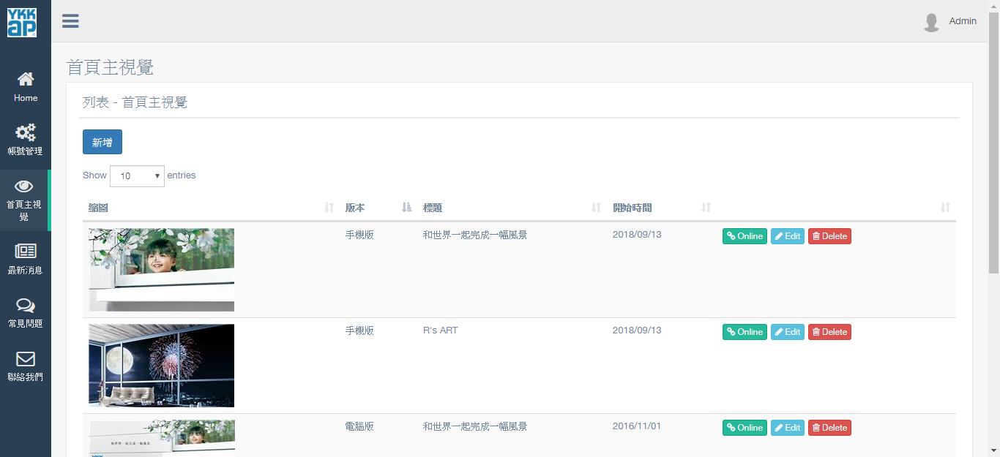 YKK
ap
Admin
Home
帳號管理
首頁主視
覺
最新消息
常見問題
聯絡我們
首頁主視覺
列表 - 首頁主視覺
新增
Show 10 entries
縮圖 版本 標題 開始時間
手機版 和世界一起完成一幅風景 2018/09/13 Online Edit Delete
手機版 R's ART 2018/09/13 Online Edit Delete
電腦版 和世界一起完成一幅風景 2016/11/01 Online Edit Delete